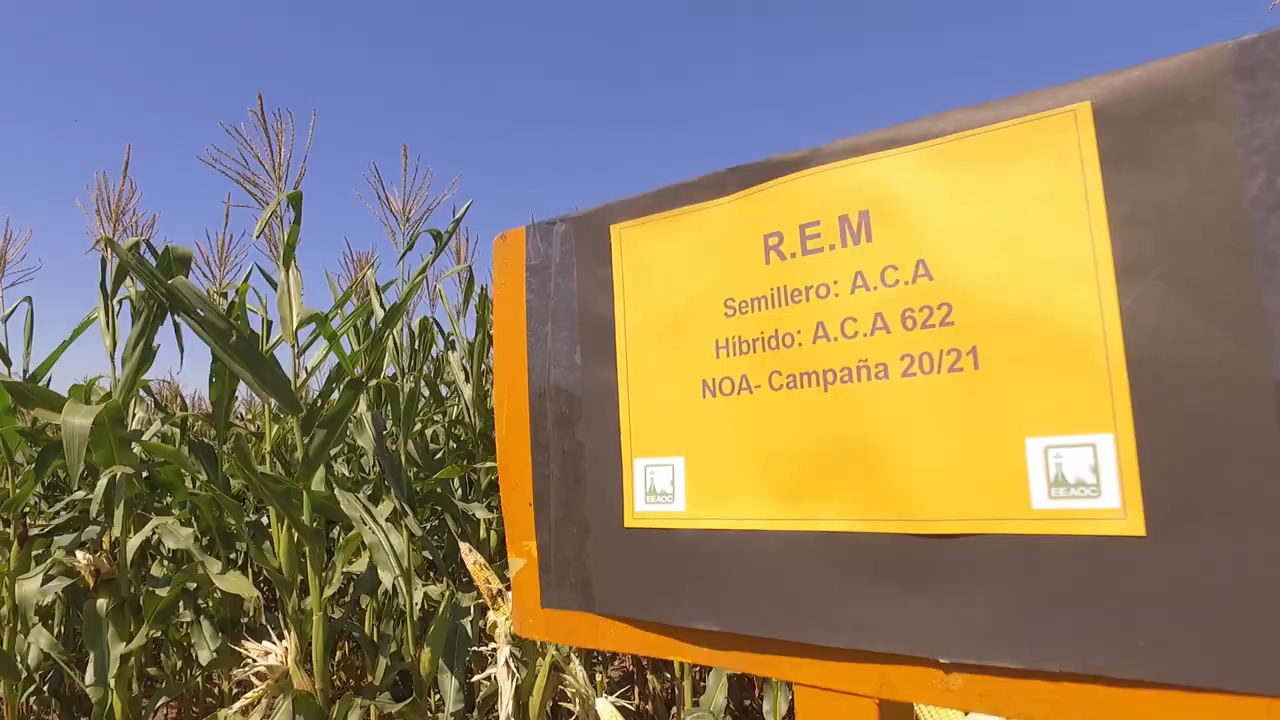 R.E.M
Semillero: A.C.A
Híbrido: A.C.A 622
NOA- Campaña 20/21
EEAOC
EEAOC